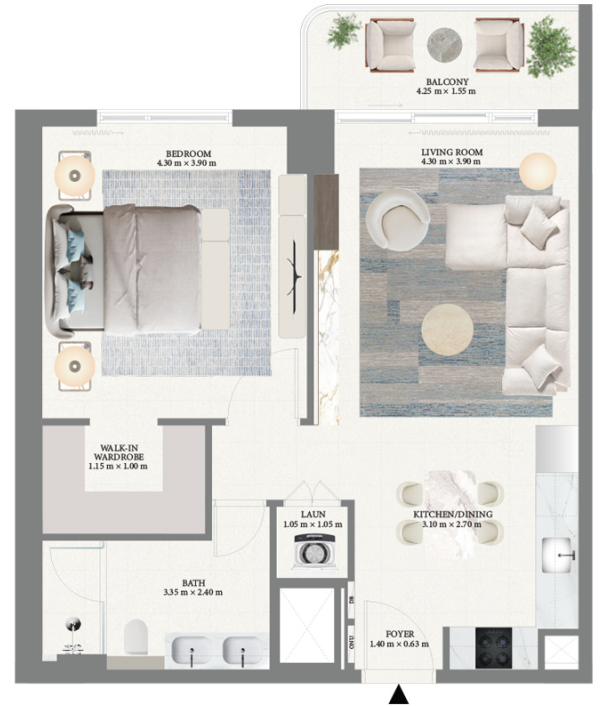 BALCONY
4.25 m × 1.55 m
BEDROOM
4.30 m × 3.90 m
LIVING ROOM
4.30 m × 3.90 m
WALK-IN
WARDROBE
1.15 m × 1.00 m
LAUN
1.05 m × 1.05 m
KITCHEN/DINING
3.10 m × 2.70 m
BATH
3.35 m × 2.40 m
DB
ONU
FOYER
1.40 m × 0.63 m